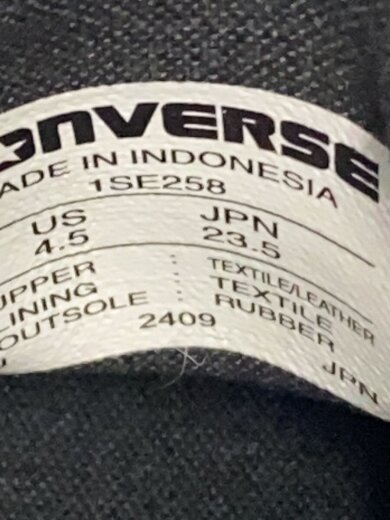 CONVERSE
MADE IN INDONESIA
1SE258
US JPN
4.5 23.5
UPPER TEXTILE/LEATHER
LINING TEXTILE
OUTSOLE RUBBER
2409
JPN